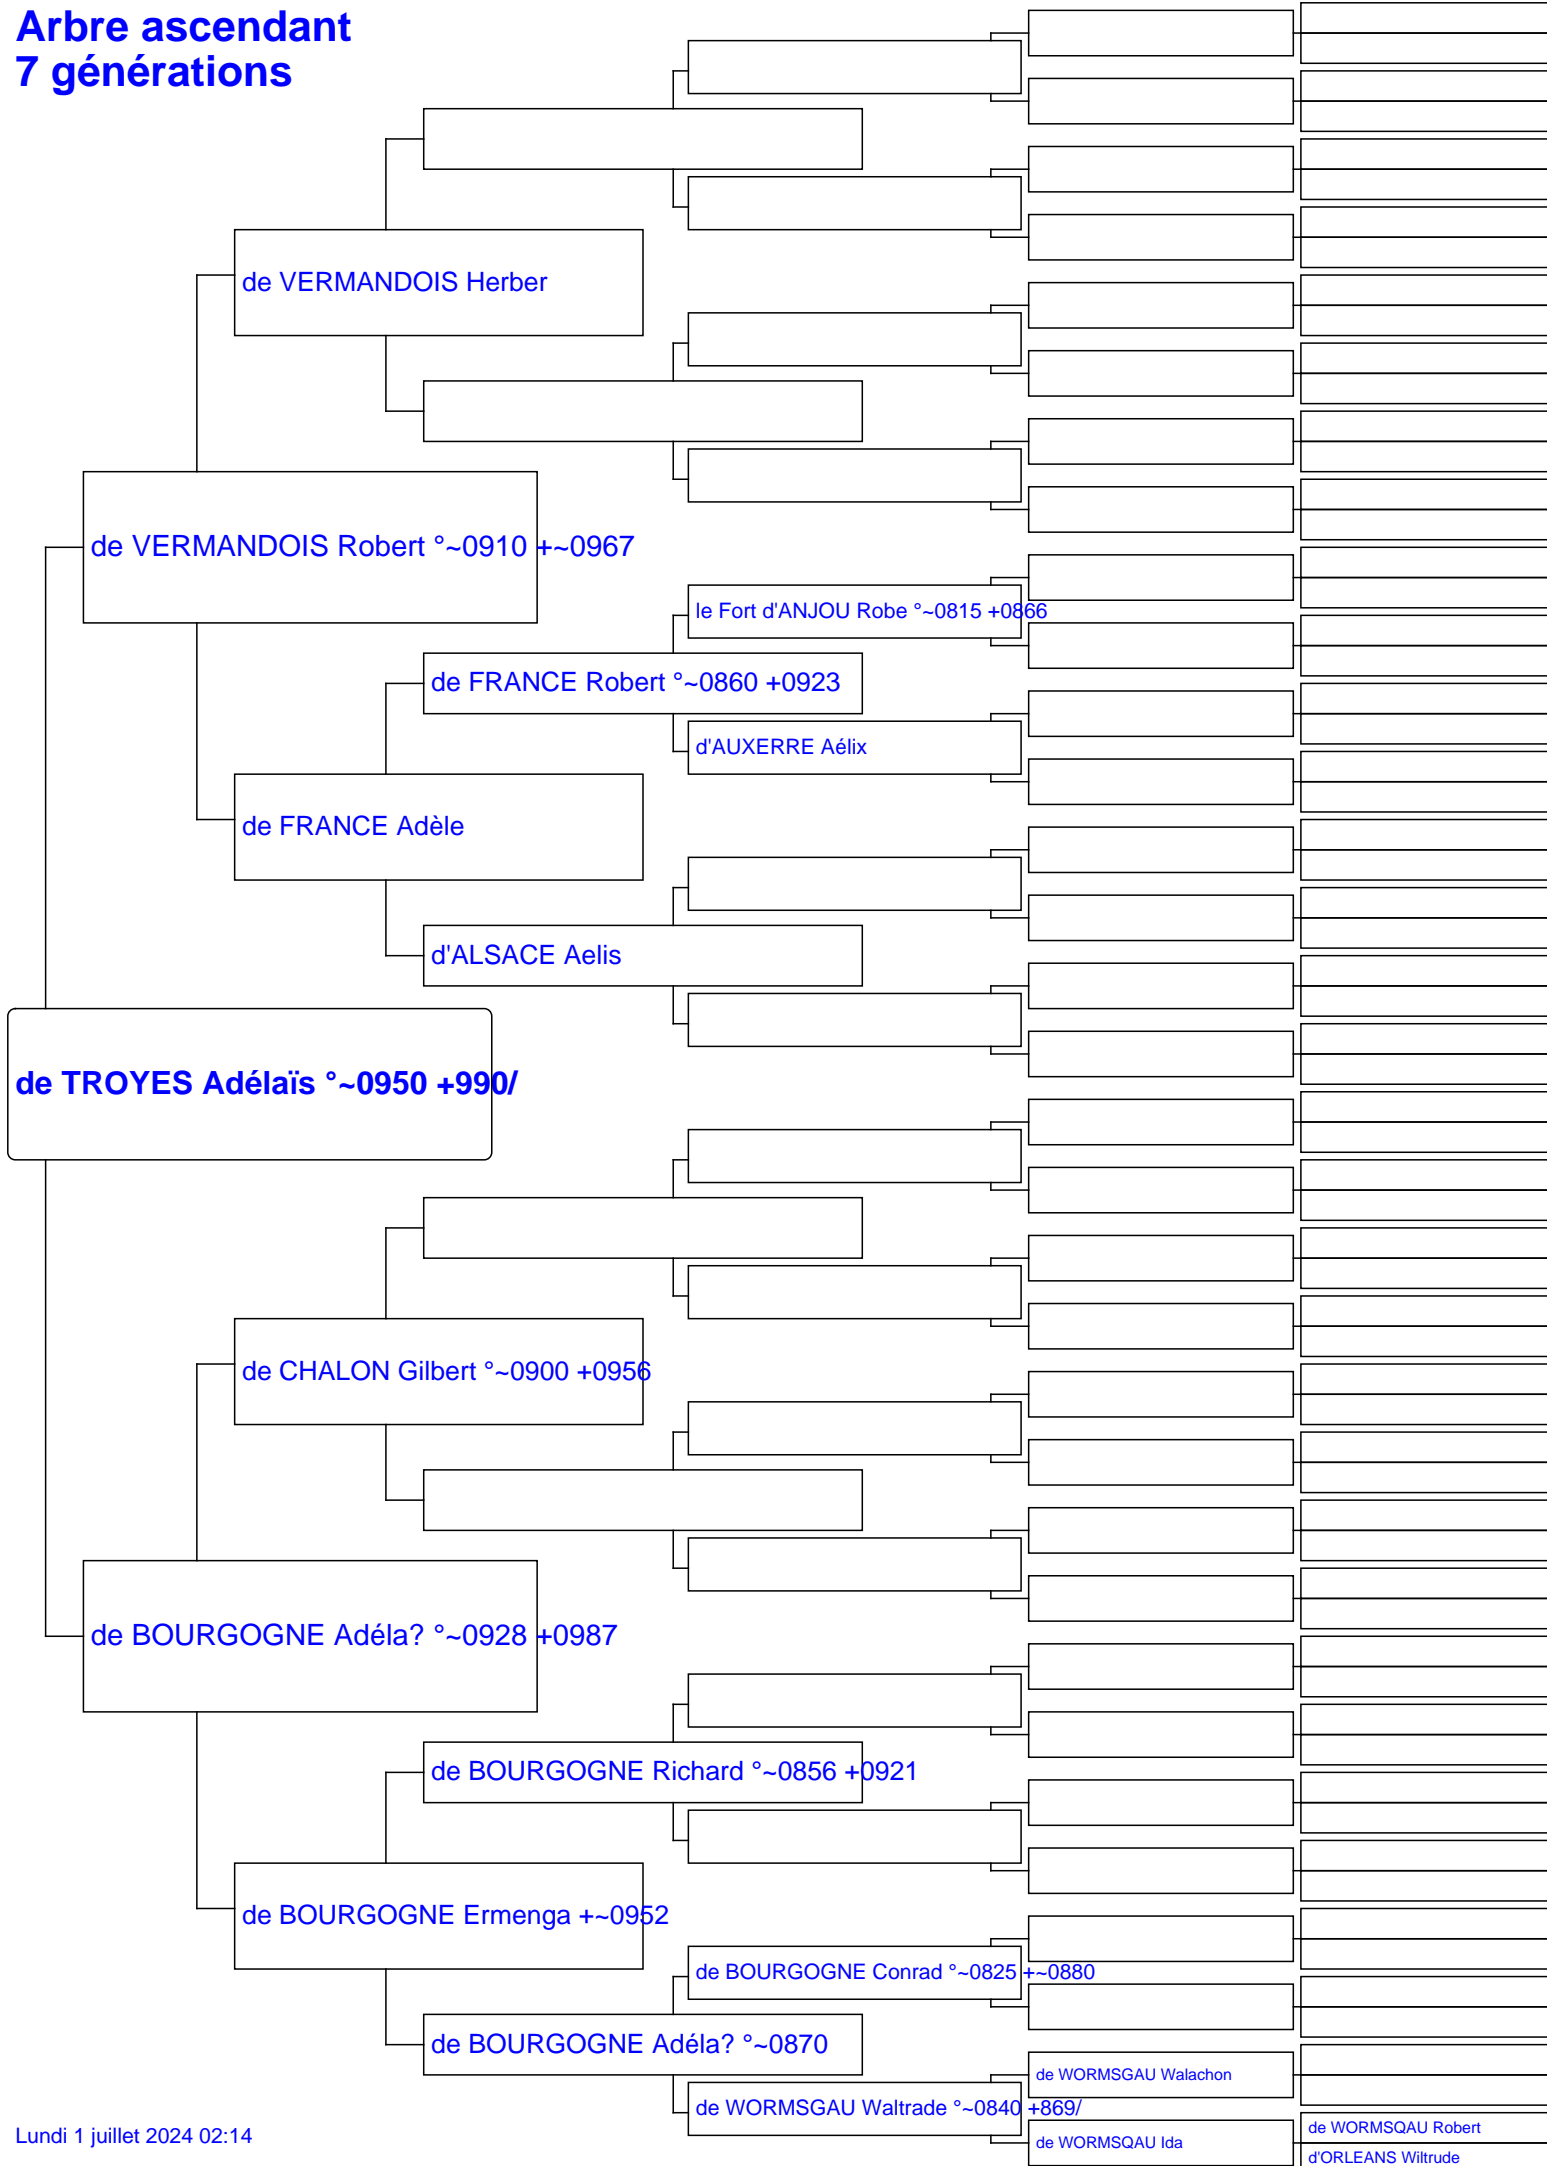 Arbre ascendant
7 générations
de VERMANDOIS Herber
de VERMANDOIS Robert °~0910 +~0967
le Fort d'ANJOU Robe °~0815 +0866
de FRANCE Robert °~0860 +0923
d'AUXERRE Aélix
de FRANCE Adèle
d'ALSACE Aelis
de TROYES Adélaïs °~0950 +990/
de CHALON Gilbert °~0900 +0956
de BOURGOGNE Adéla? °~0928 +0987
de BOURGOGNE Richard °~0856 +0921
de BOURGOGNE Ermenga +~0952
de BOURGOGNE Conrad °~0825 +~0880
de BOURGOGNE Adéla? °~0870
de WORMSGAU Walachon
de WORMSGAU Waltrade °~0840 +869/
de WORMSQAU Robert
de WORMSQAU Ida
d'ORLEANS Wiltrude
Lundi 1 juillet 2024 02:14